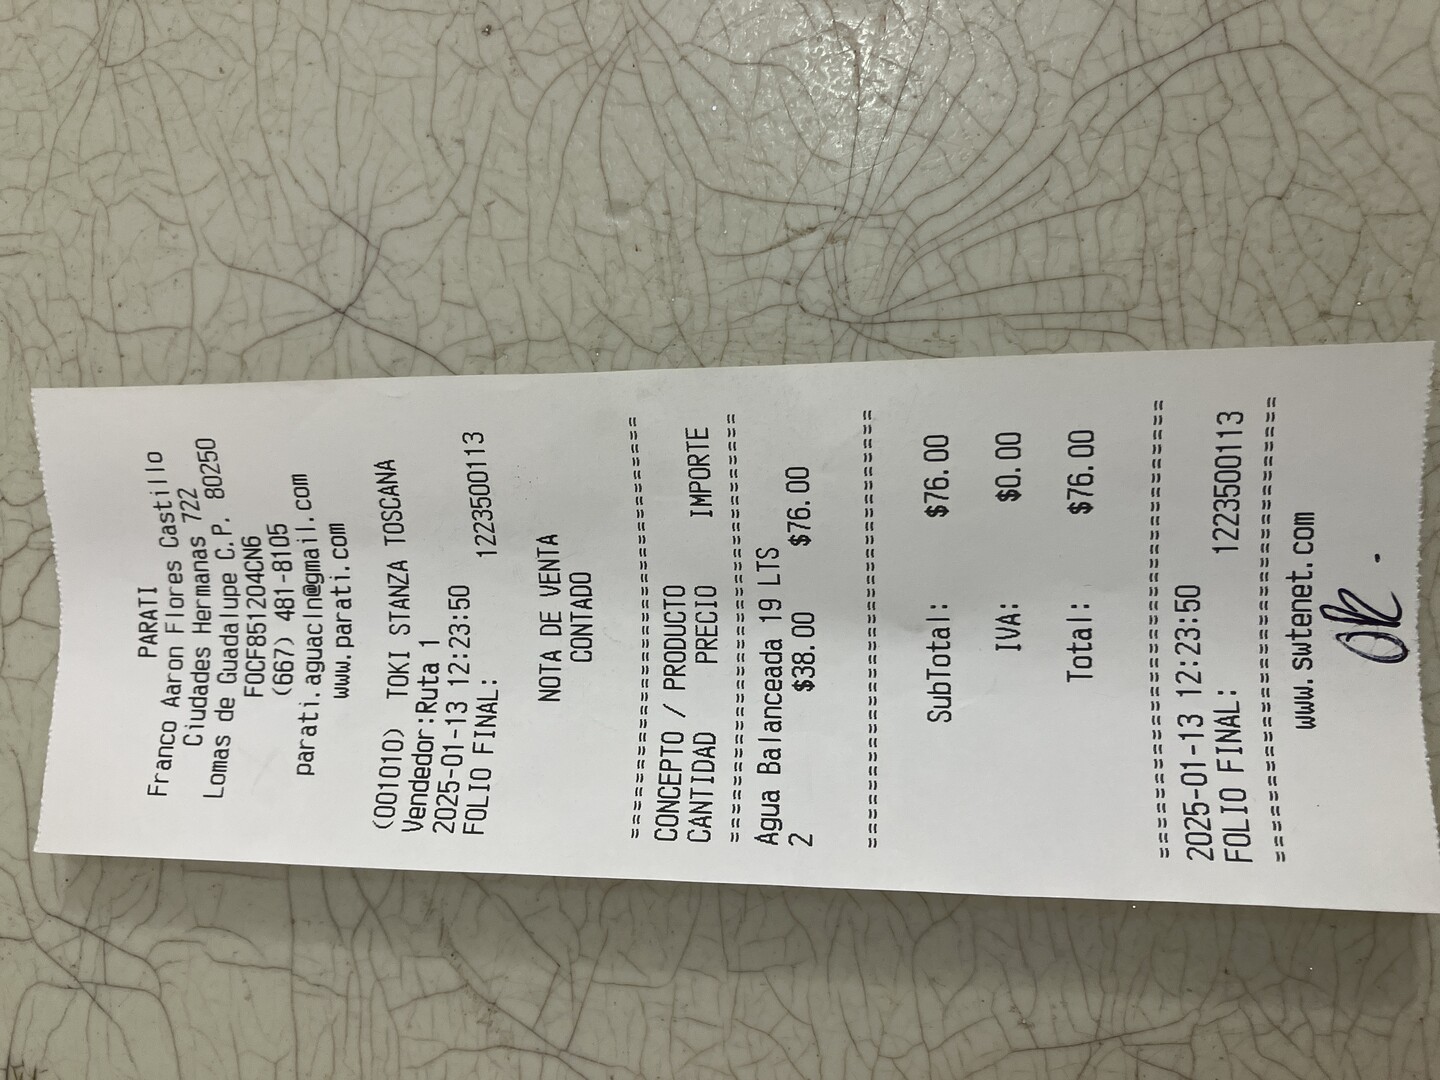 PARATI
Franco Aaron Flores Castillo
Ciudades Hermanas 722
Lomas de Guadalupe C.P. 80250
FOCF851204CN6
(667) 481-8105
parati.aguacln@gmail.com
www.parati.com
(001010) TOKI STANZA TOSCANA
Vendedor:Ruta 1
2025-01-13 12:23:50
FOLIO FINAL: 1223500113
NOTA DE VENTA
CONTADO
================================
CONCEPTO / PRODUCTO
CANTIDAD PRECIO IMPORTE
================================
Agua Balanceada 19 LTS
2 $38.00 $76.00
================================
SubTotal: $76.00
IVA: $0.00
Total: $76.00
================================
2025-01-13 12:23:50
FOLIO FINAL: 1223500113
================================
www.swtenet.com
OK.